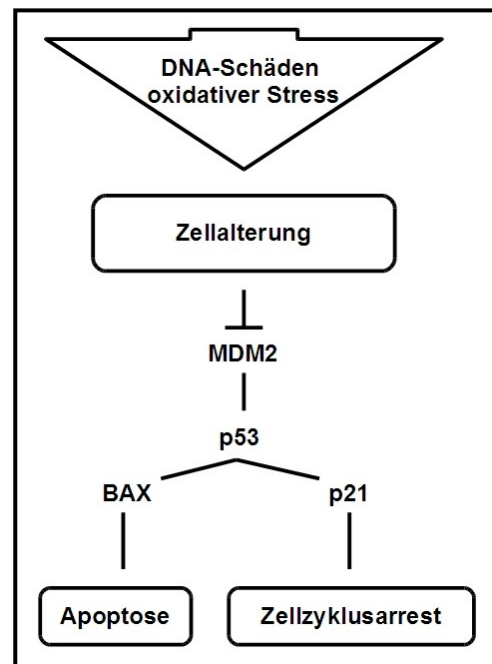 DNA-Schäden
oxidativer Stress
Zellalterung
MDM2
p53
BAX
p21
Apoptose
Zellzyklusarrest